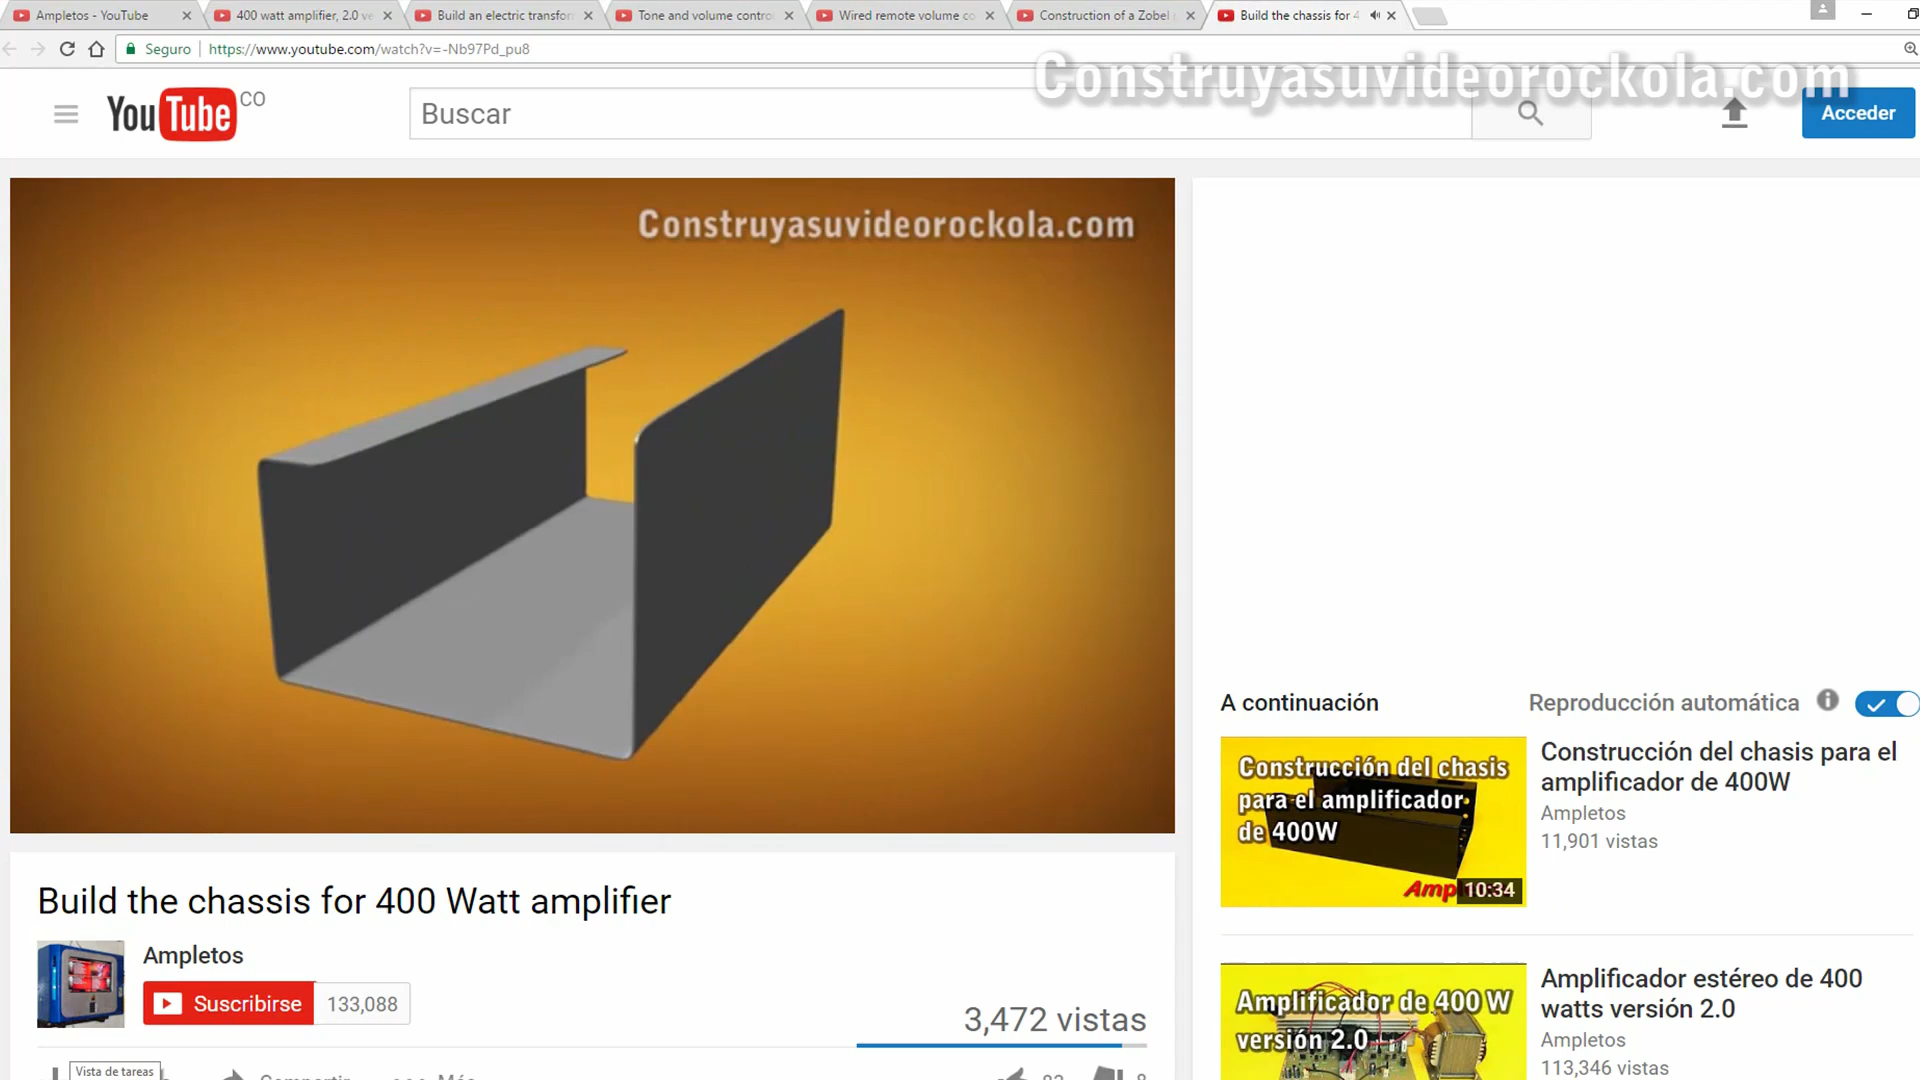 Ampletos - YouTube
400 watt amplifier, 2.0 ve
Build an electric transfor
Tone and volume contro
Wired remote volume co
Construction of a Zobel
Build the chassis for 4
Seguro
https://www.youtube.com/watch?v=-Nb97Pd_pu8
Construyasuvideorockola.com
YouTube CO
Buscar
Acceder
Construyasuvideorockola.com
A continuación
Reproducción automática
Construcción del chasis
para el amplificador
de 400W
10:34
Construcción del chasis para el
amplificador de 400W
Ampletos
11,901 vistas
Build the chassis for 400 Watt amplifier
Ampletos
Suscribirse
133,088
3,472 vistas
Amplificador de 400 W
versión 2.0
Amplificador estéreo de 400
watts versión 2.0
Ampletos
113,346 vistas
Vista de tareas